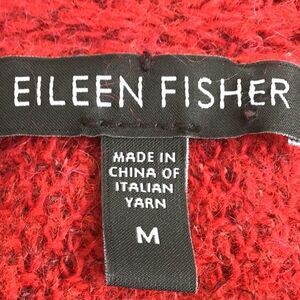 EILEEN FISHER
MADE IN
CHINA OF
ITALIAN
YARN
M